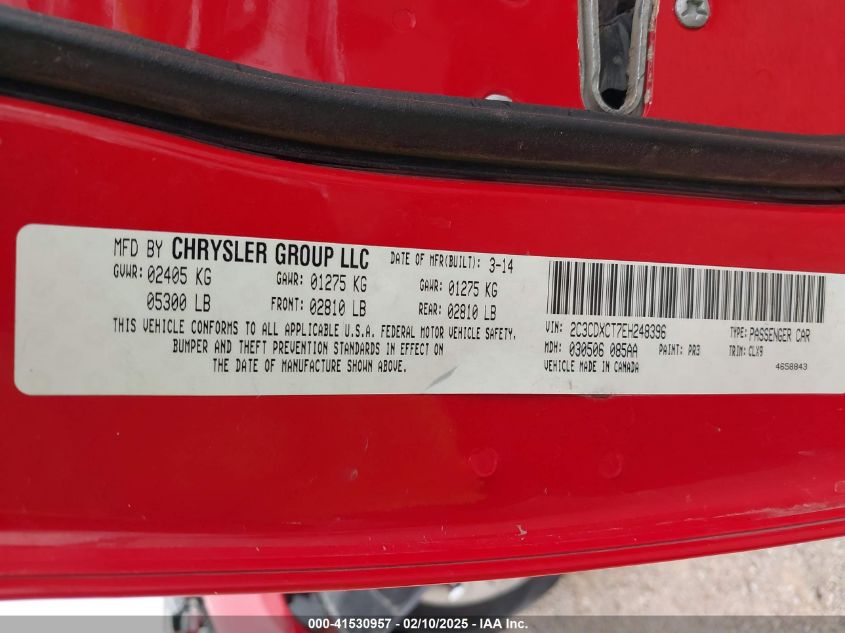 MFD BY CHRYSLER GROUP LLC DATE OF MFR(BUILT): 3-14
GVWR: 02405 KG GAWR: 01275 KG GAWR: 01275 KG
05300 LB FRONT: 02810 LB REAR: 02810 LB
THIS VEHICLE CONFORMS TO ALL APPLICABLE U.S.A. FEDERAL MOTOR VEHICLE SAFETY,
BUMPER AND THEFT PREVENTION STANDARDS IN EFFECT ON
THE DATE OF MANUFACTURE SHOWN ABOVE.
VIN: 2C3CDXCT7EH248396 TYPE: PASSENGER CAR
MDH: 030506 085AA PAINT: PR3 TRIM: CLX9
VEHICLE MADE IN CANADA 4658843
000-41530957 - 02/10/2025 - IAA Inc.